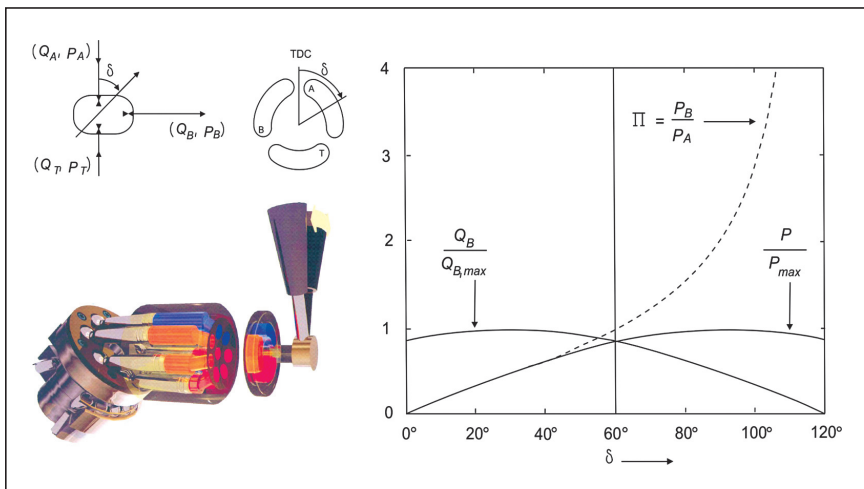 (Q_A, P_A)
δ
(Q_B, P_B)
(Q_T, P_T)
TDC
δ
A
B
T
4
3
2
1
0
Π = P_B / P_A
Q_B / Q_B,max
P / P_max
0° 20° 40° 60° 80° 100° 120°
δ